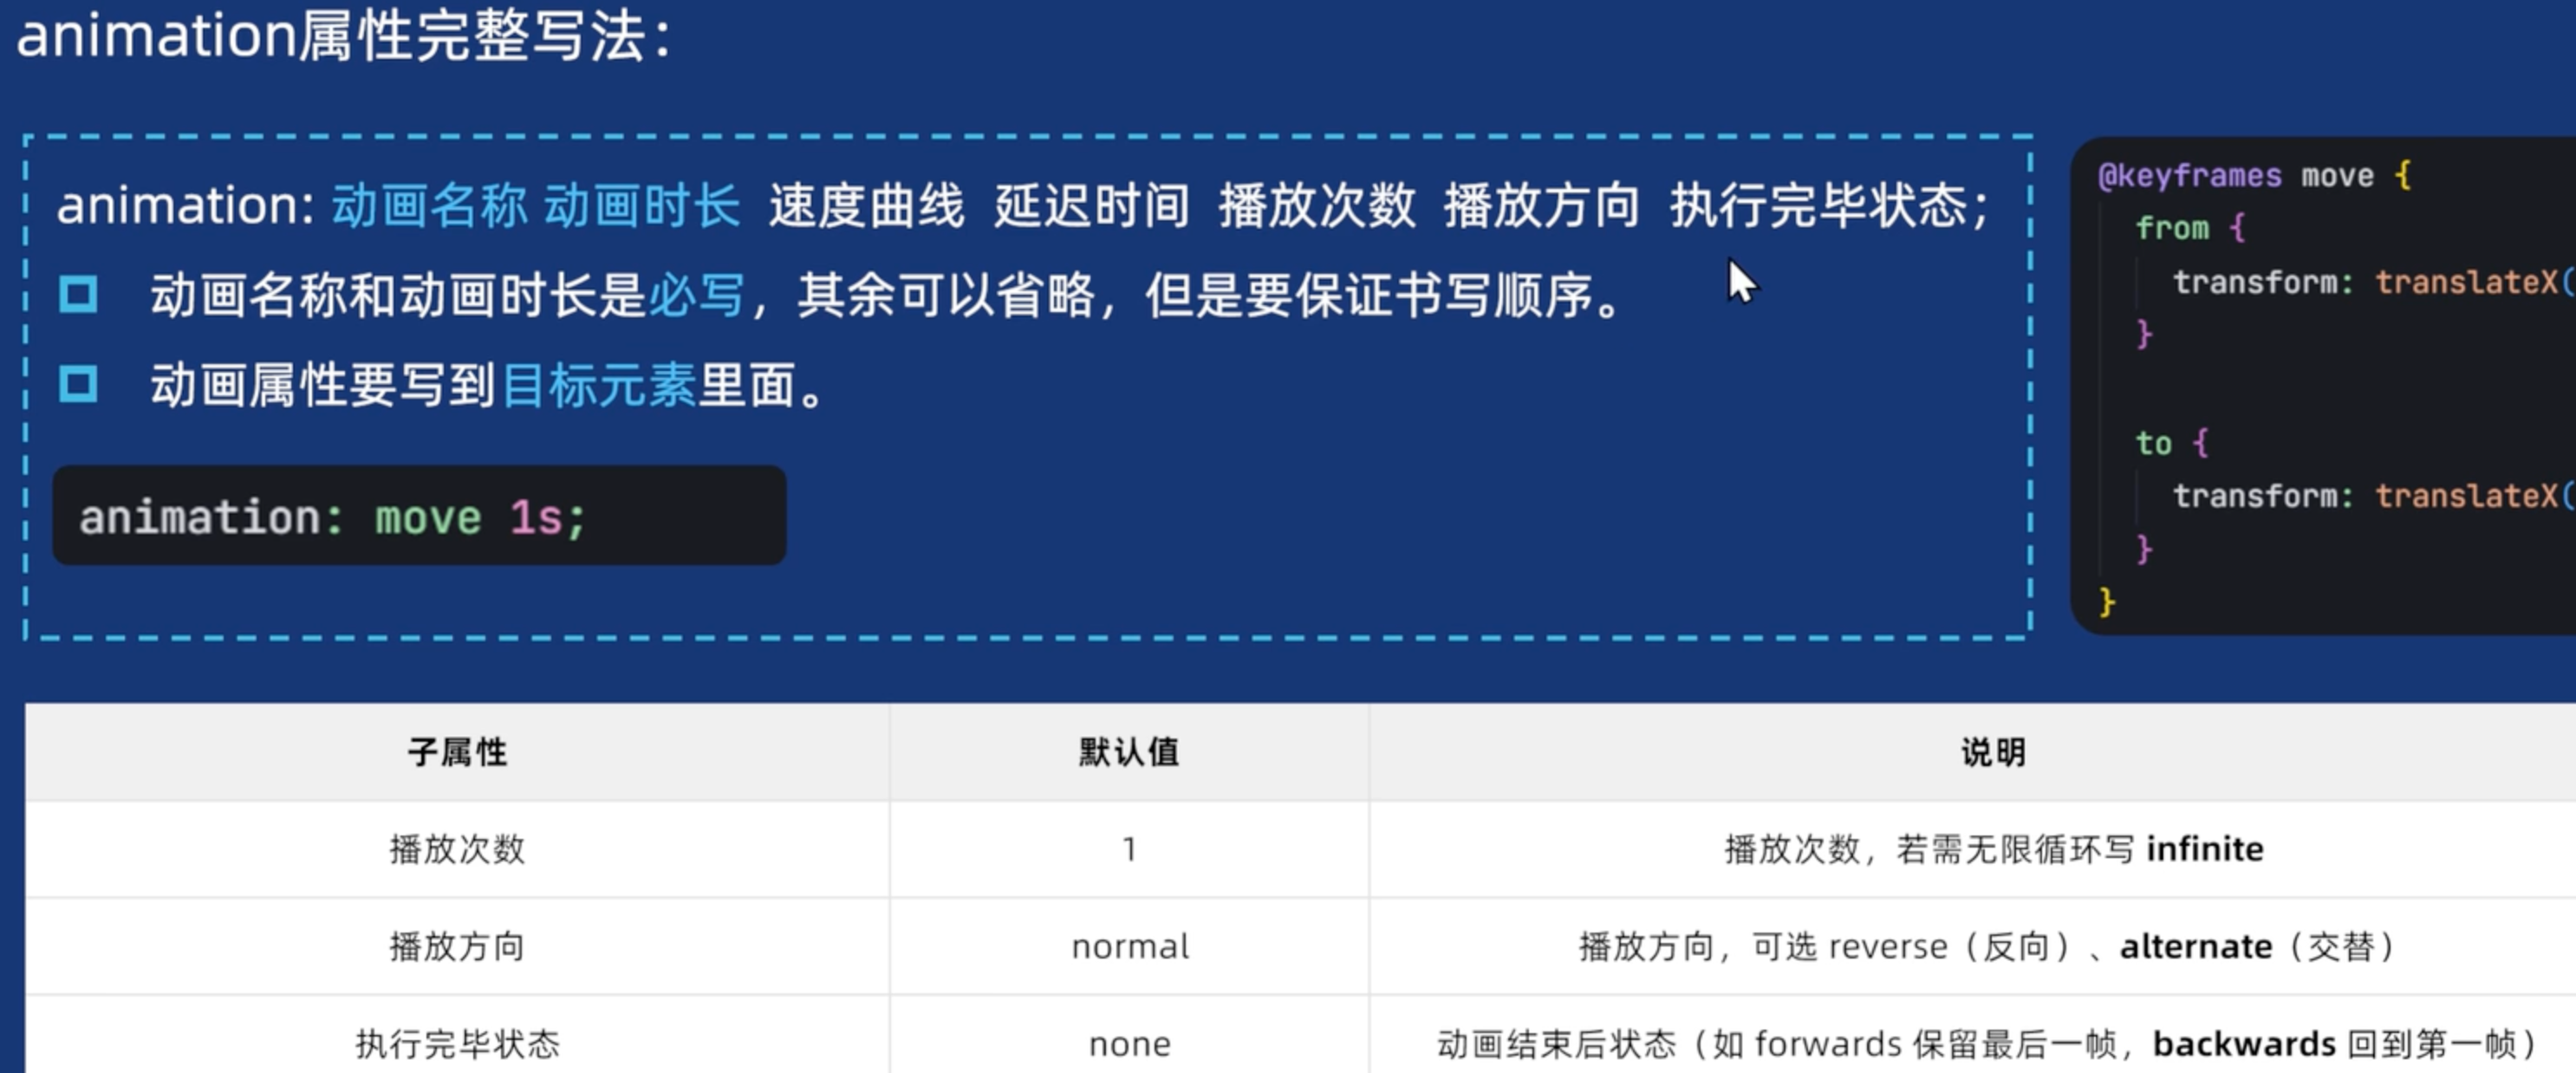 animation属性完整写法：
animation: 动画名称 动画时长 速度曲线 延迟时间 播放次数 播放方向 执行完毕状态;
动画名称和动画时长是必写，其余可以省略，但是要保证书写顺序。
动画属性要写到目标元素里面。
animation: move 1s;
@keyframes move {
from {
transform: translateX(
}
to {
transform: translateX(
}
}
子属性 默认值 说明
播放次数 1 播放次数，若需无限循环写 infinite
播放方向 normal 播放方向，可选 reverse（反向）、alternate（交替）
执行完毕状态 none 动画结束后状态（如 forwards 保留最后一帧，backwards 回到第一帧）